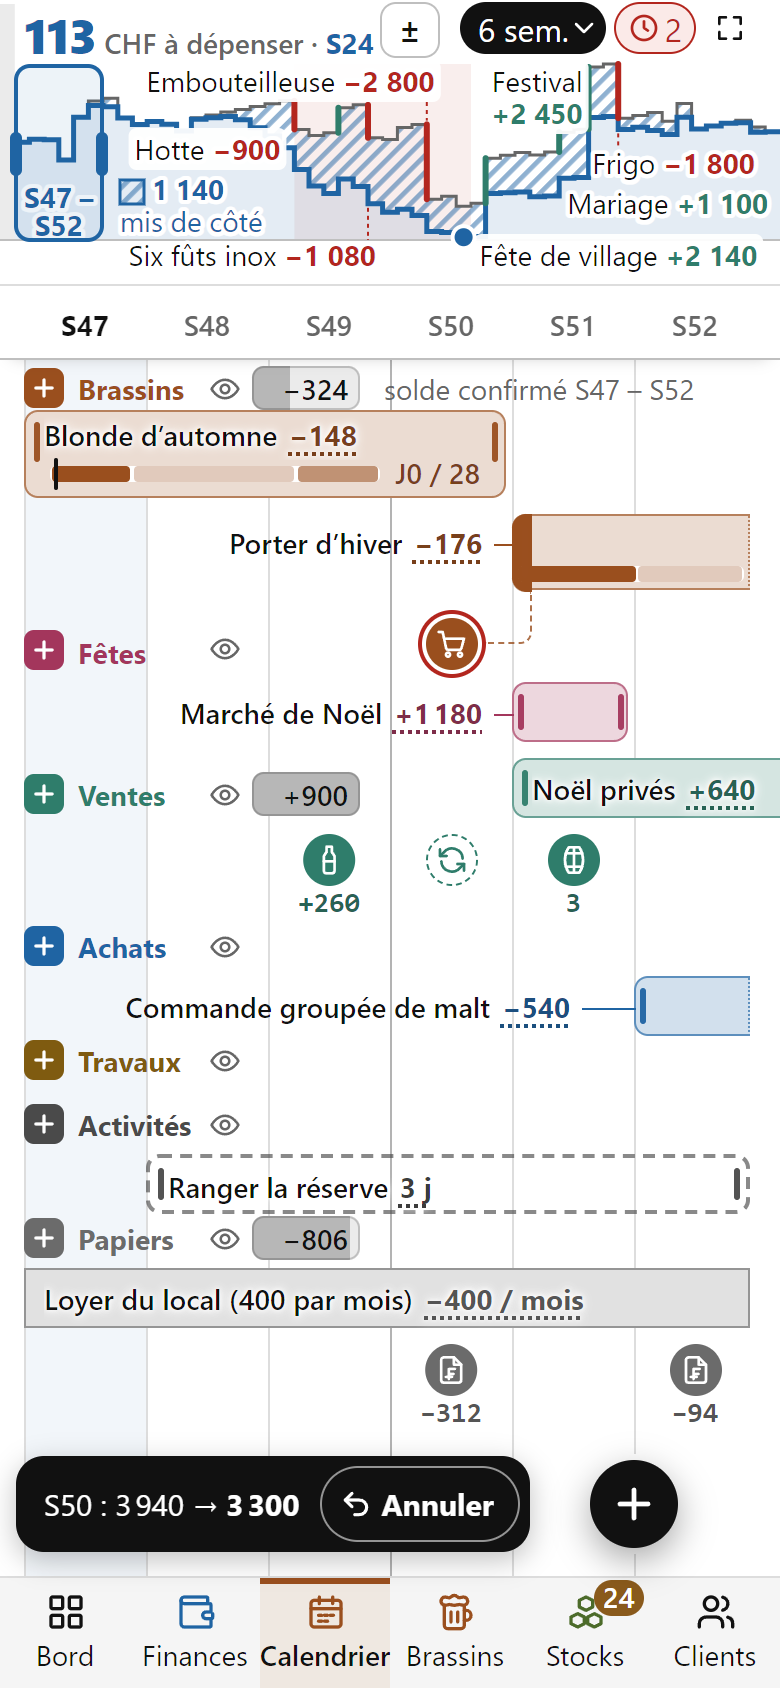 113 CHF à dépenser · S24
±
6 sem.
2
Embouteilleuse −2 800
Festival
+2 450
Hotte −900
Frigo −1 800
1 140
mis de côté
S47 –
S52
Mariage +1 100
Six fûts inox −1 080
Fête de village +2 140
S47 S48 S49 S50 S51 S52
Brassins −324 solde confirmé S47 – S52
Blonde d’automne −148
J0 / 28
Porter d’hiver −176
Fêtes
Marché de Noël +1 180
Ventes +900
Noël privés +640
+260 3
Achats
Commande groupée de malt −540
Travaux
Activités
Ranger la réserve 3 j
Papiers −806
Loyer du local (400 par mois) −400 / mois
−312 −94
S50 : 3 940 → 3 300 Annuler
24
Bord Finances Calendrier Brassins Stocks Clients